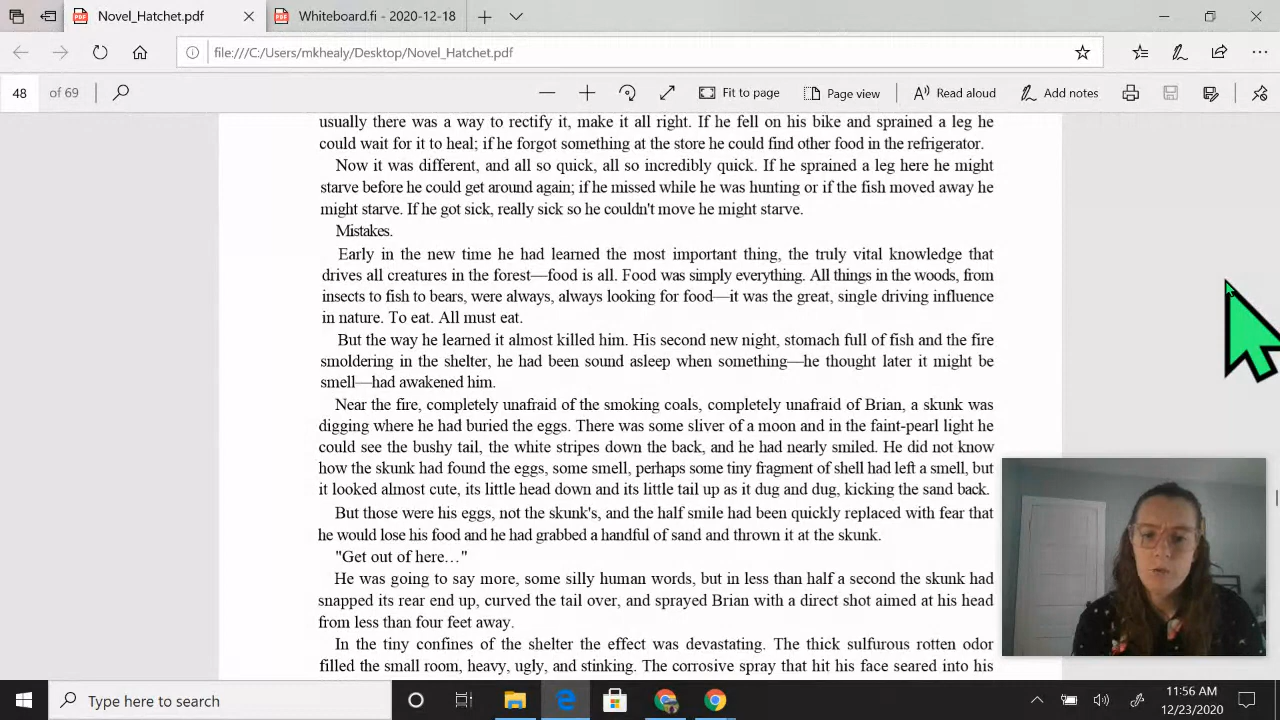 Novel_Hatchet.pdf
Whiteboard.fi - 2020-12-18
file:///C:/Users/mkhealy/Desktop/Novel_Hatchet.pdf
48 of 69
Fit to page
Page view
Read aloud
Add notes
usually there was a way to rectify it, make it all right. If he fell on his bike and sprained a leg he
could wait for it to heal; if he forgot something at the store he could find other food in the refrigerator.
Now it was different, and all so quick, all so incredibly quick. If he sprained a leg here he might
starve before he could get around again; if he missed while he was hunting or if the fish moved away he
might starve. If he got sick, really sick so he couldn't move he might starve.
Mistakes.
Early in the new time he had learned the most important thing, the truly vital knowledge that
drives all creatures in the forest—food is all. Food was simply everything. All things in the woods, from
insects to fish to bears, were always, always looking for food—it was the great, single driving influence
in nature. To eat. All must eat.
But the way he learned it almost killed him. His second new night, stomach full of fish and the fire
smoldering in the shelter, he had been sound asleep when something—he thought later it might be
smell—had awakened him.
Near the fire, completely unafraid of the smoking coals, completely unafraid of Brian, a skunk was
digging where he had buried the eggs. There was some sliver of a moon and in the faint-pearl light he
could see the bushy tail, the white stripes down the back, and he had nearly smiled. He did not know
how the skunk had found the eggs, some smell, perhaps some tiny fragment of shell had left a smell, but
it looked almost cute, its little head down and its little tail up as it dug and dug, kicking the sand back.
But those were his eggs, not the skunk's, and the half smile had been quickly replaced with fear that
he would lose his food and he had grabbed a handful of sand and thrown it at the skunk.
"Get out of here…"
He was going to say more, some silly human words, but in less than half a second the skunk had
snapped its rear end up, curved the tail over, and sprayed Brian with a direct shot aimed at his head
from less than four feet away.
In the tiny confines of the shelter the effect was devastating. The thick sulfurous rotten odor
filled the small room, heavy, ugly, and stinking. The corrosive spray that hit his face seared into his
Type here to search
11:56 AM
12/23/2020